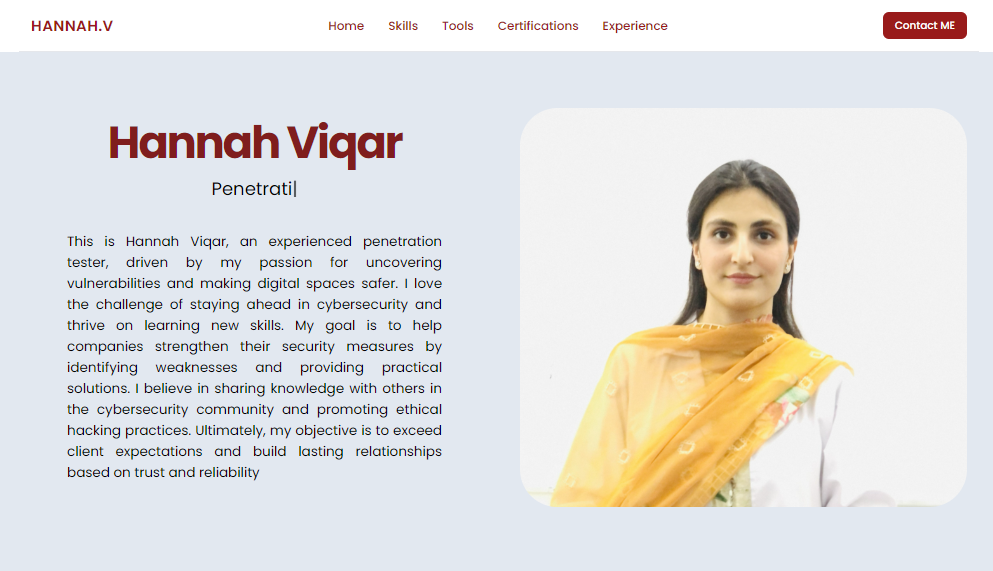 HANNAH.V
Home Skills Tools Certifications Experience
Contact ME
Hannah Viqar
Penetrati|
This is Hannah Viqar, an experienced penetration
tester, driven by my passion for uncovering
vulnerabilities and making digital spaces safer. I love
the challenge of staying ahead in cybersecurity and
thrive on learning new skills. My goal is to help
companies strengthen their security measures by
identifying weaknesses and providing practical
solutions. I believe in sharing knowledge with others in
the cybersecurity community and promoting ethical
hacking practices. Ultimately, my objective is to exceed
client expectations and build lasting relationships
based on trust and reliability